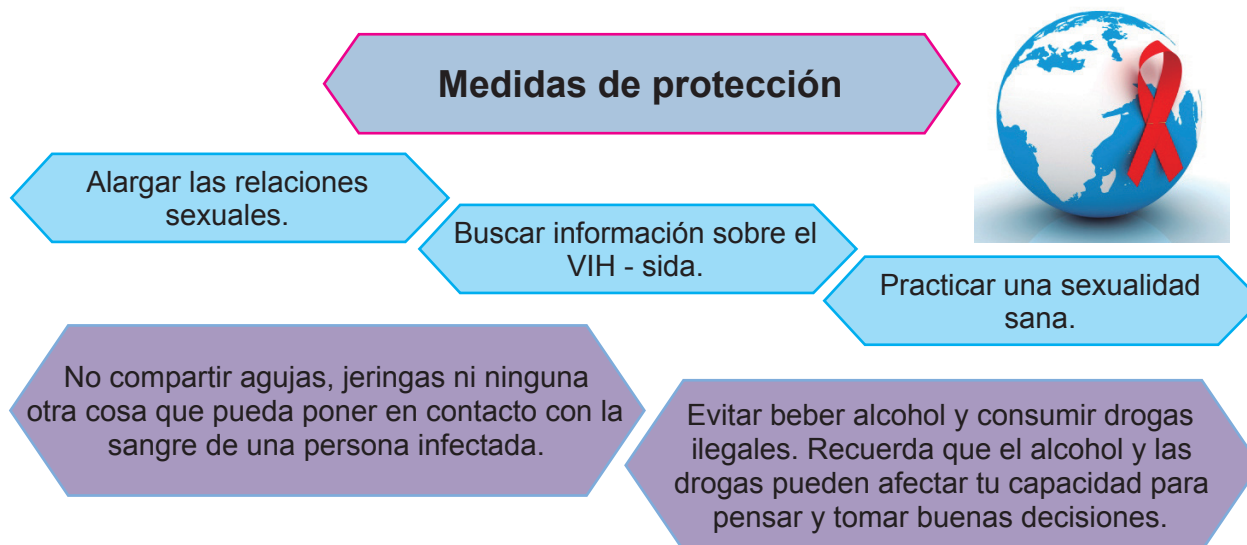 Medidas de protección
Alargar las relaciones
sexuales.
Buscar información sobre el
VIH - sida.
Practicar una sexualidad
sana.
No compartir agujas, jeringas ni ninguna
otra cosa que pueda poner en contacto con la
sangre de una persona infectada.
Evitar beber alcohol y consumir drogas
ilegales. Recuerda que el alcohol y las
drogas pueden afectar tu capacidad para
pensar y tomar buenas decisiones.